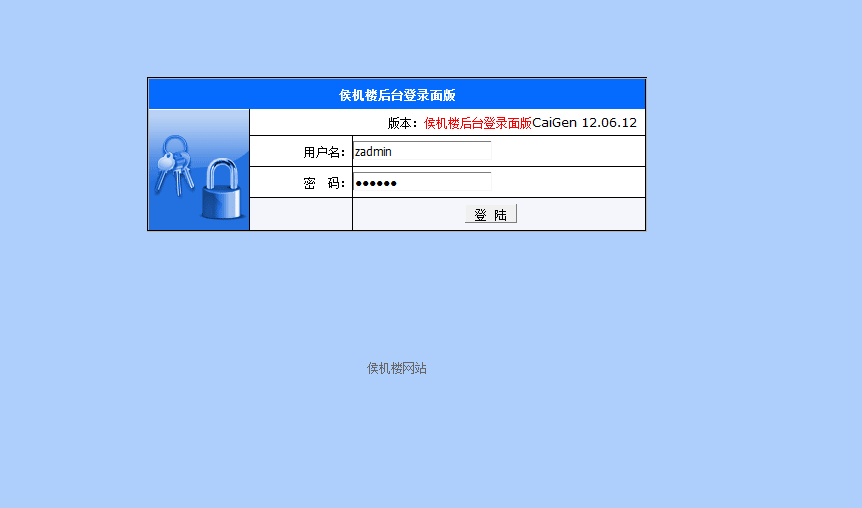 侯机楼后台登录面版
版本：侯机楼后台登录面版CaiGen 12.06.12
用户名： zadmin
密 码： ●●●●●●
登 陆
侯机楼网站